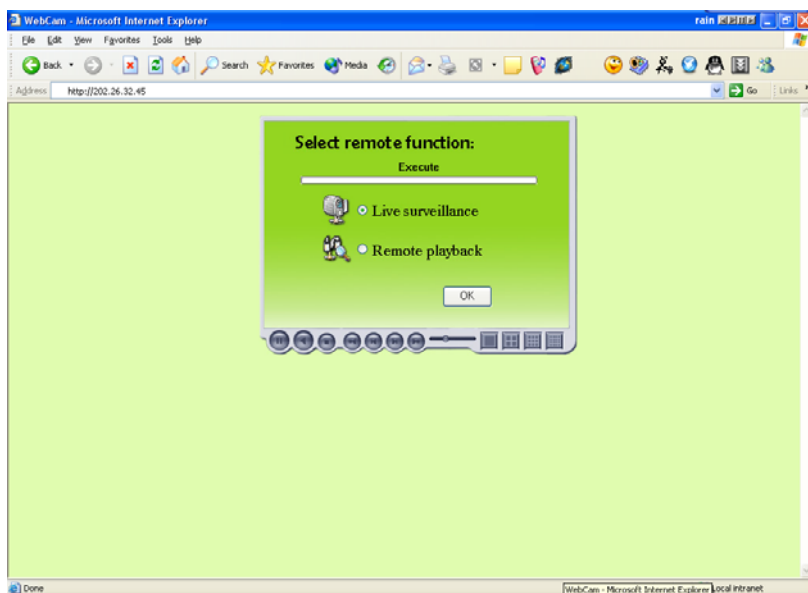 WebCam - Microsoft Internet Explorer
rain
File Edit View Favorites Tools Help
Back Search Favorites Media
Address http://202.26.32.45 Go Links
Select remote function:
Execute
Live surveillance
Remote playback
OK
Done WebCam - Microsoft Internet Explorer Local intranet